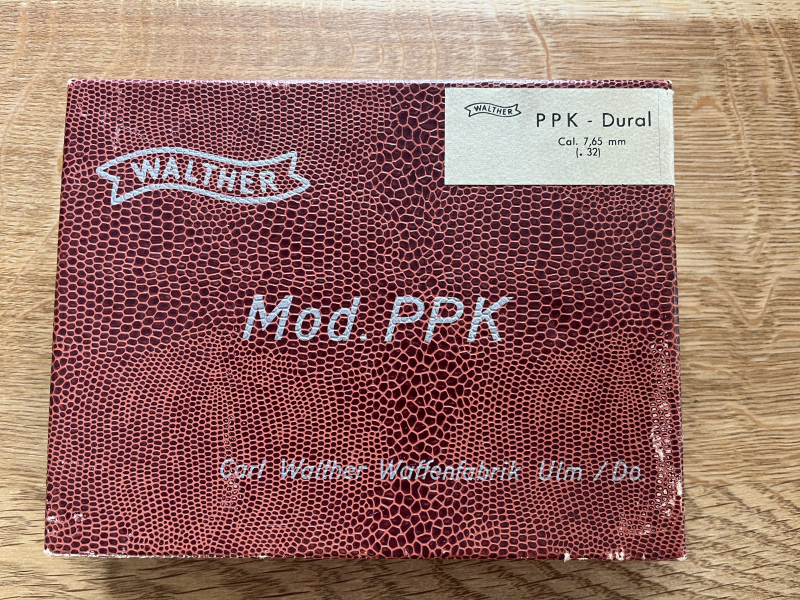 WALTHER
PPK - Dural
Cal. 7,65 mm
(. 32)
WALTHER
Mod. PPK
Carl Walther Waffenfabrik Ulm / Do.